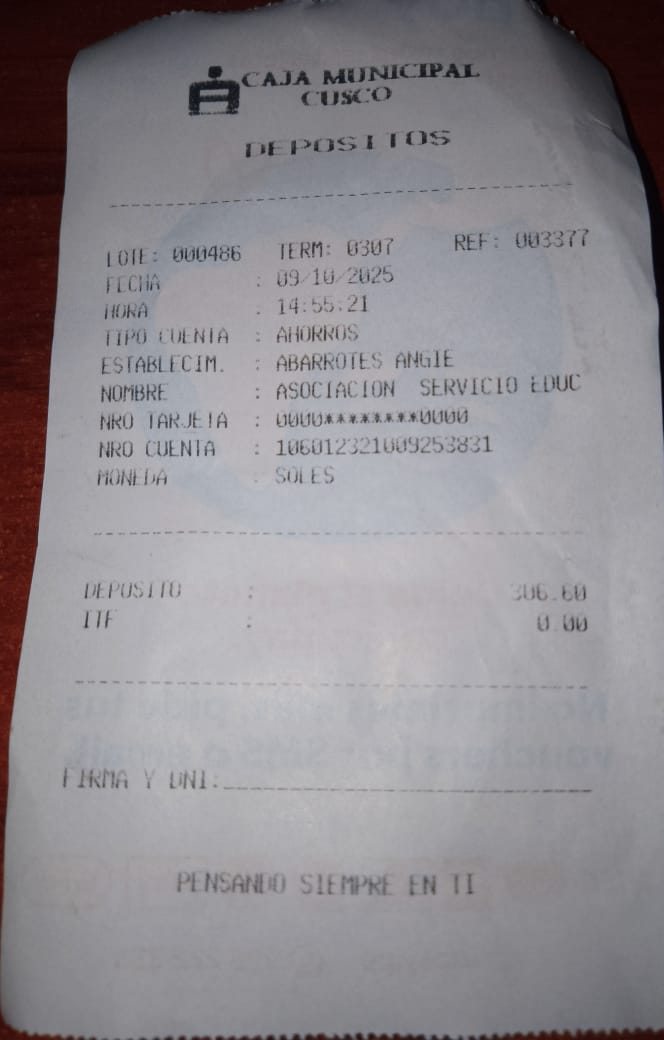 CAJA MUNICIPAL
CUSCO
DEPOSITOS
LOTE: 000486 TERM: 0307 REF: 003377
FECHA : 09/10/2025
HORA : 14:55:21
TIPO CUENTA : AHORROS
ESTABLECIM. : ABARROTES ANGIE
NOMBRE : ASOCIACION SERVICIO EDUC
NRO TARJETA : 0000********0000
NRO CUENTA : 106012321009253831
MONEDA : SOLES
DEPOSITO : 306.60
ITF : 0.00
FIRMA Y DNI:
PENSANDO SIEMPRE EN TI